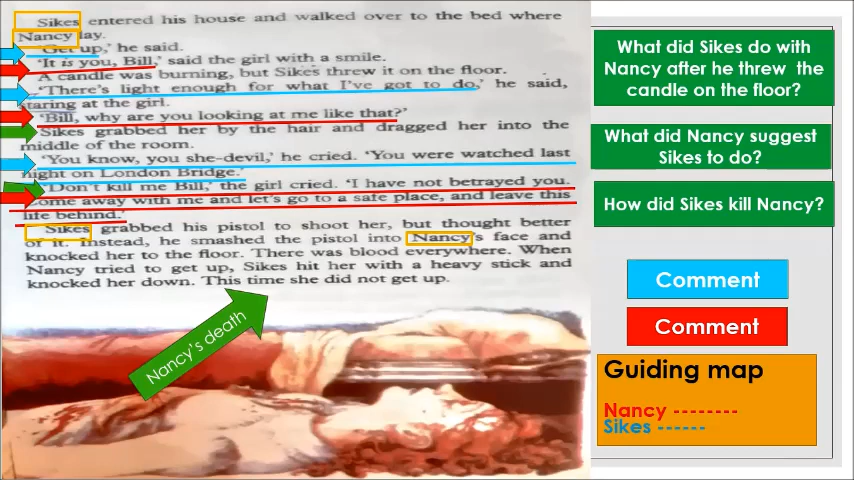 Sikes entered his house and walked over to the bed where
Nancy lay.
'Get up,' he said.
'It is you, Bill,' said the girl with a smile.
A candle was burning, but Sikes threw it on the floor.
'There's light enough for what I've got to do,' he said,
staring at the girl.
'Bill, why are you looking at me like that?'
Sikes grabbed her by the hair and dragged her into the
middle of the room.
'You know, you she-devil,' he cried. 'You were watched last
night on London Bridge.'
'Don't kill me Bill,' the girl cried. 'I have not betrayed you.
Come away with me and let's go to a safe place, and leave this
life behind.'
Sikes grabbed his pistol to shoot her, but thought better
of it. Instead, he smashed the pistol into Nancy's face and
knocked her to the floor. There was blood everywhere. When
Nancy tried to get up, Sikes hit her with a heavy stick and
knocked her down. This time she did not get up.
Nancy's death
What did Sikes do with
Nancy after he threw the
candle on the floor?
What did Nancy suggest
Sikes to do?
How did Sikes kill Nancy?
Comment
Comment
Guiding map
Nancy --------
Sikes ------